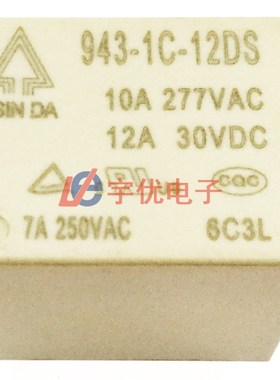 943-1C-12DS
SIN DA
10A 277VAC
12A 30VDC
CQC
宇优电子
7A 250VAC
6C3L